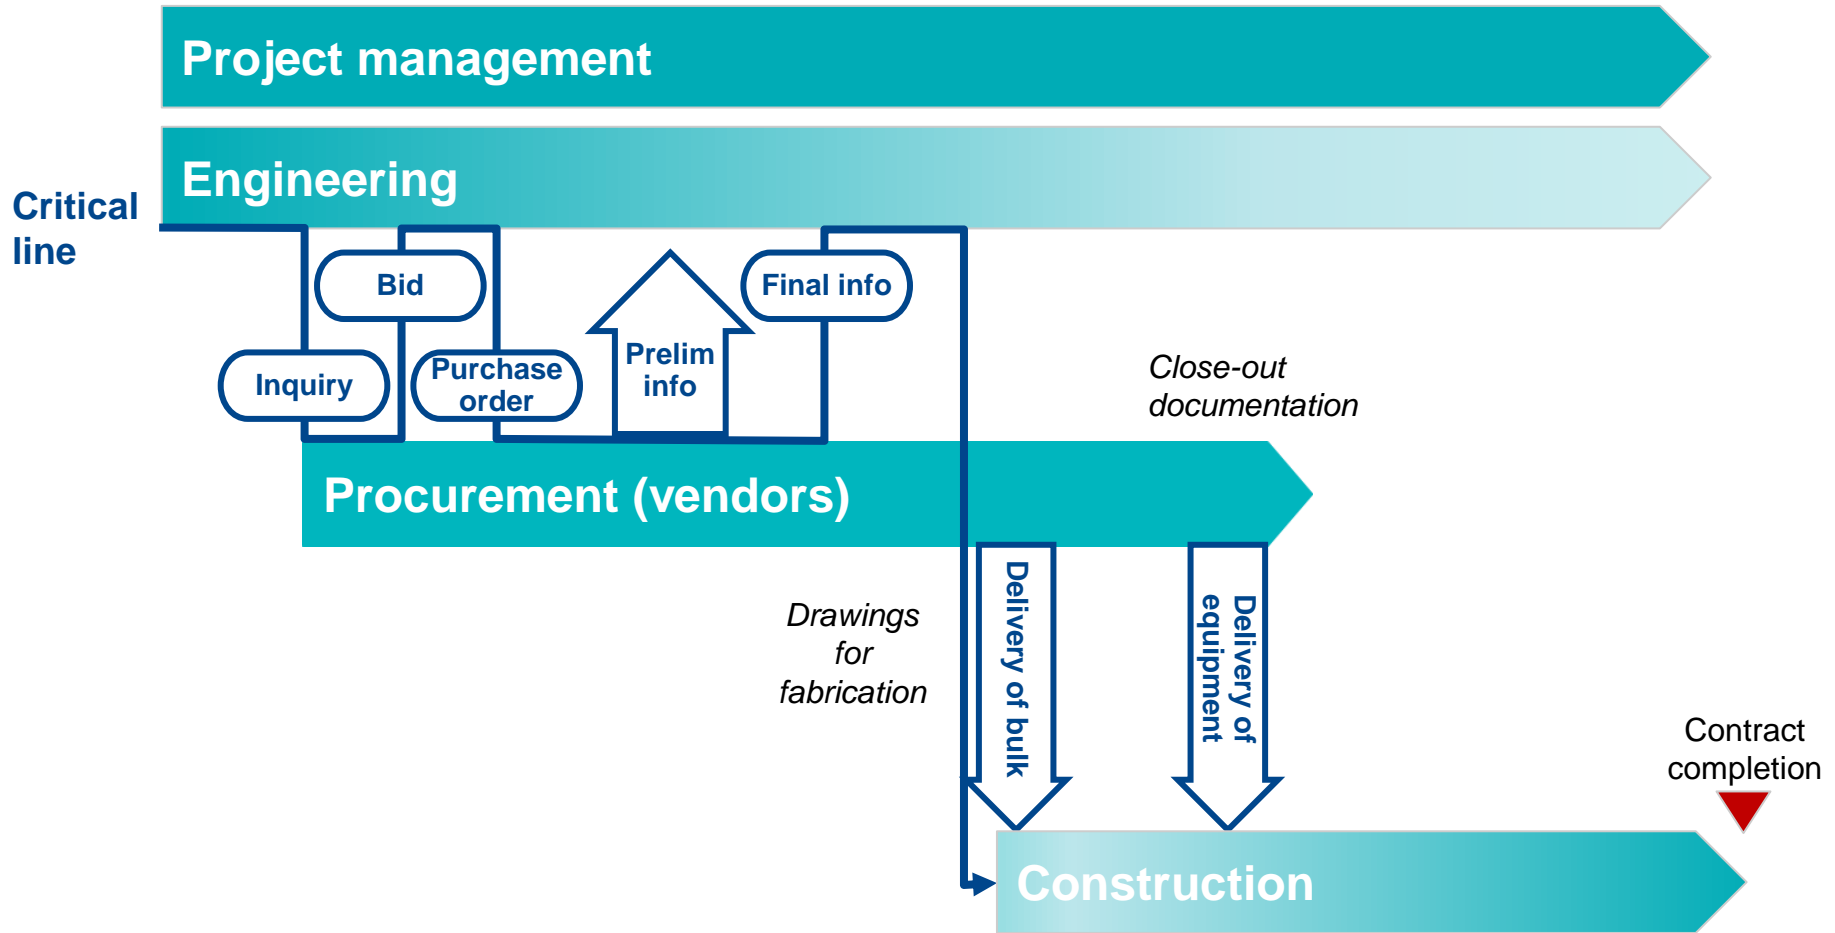 Project management
Engineering
Critical
line
Bid
Final info
Inquiry
Purchase
order
Prelim
info
Close-out
documentation
Procurement (vendors)
Drawings
for
fabrication
Delivery of bulk
Delivery of
equipment
Contract
completion
Construction